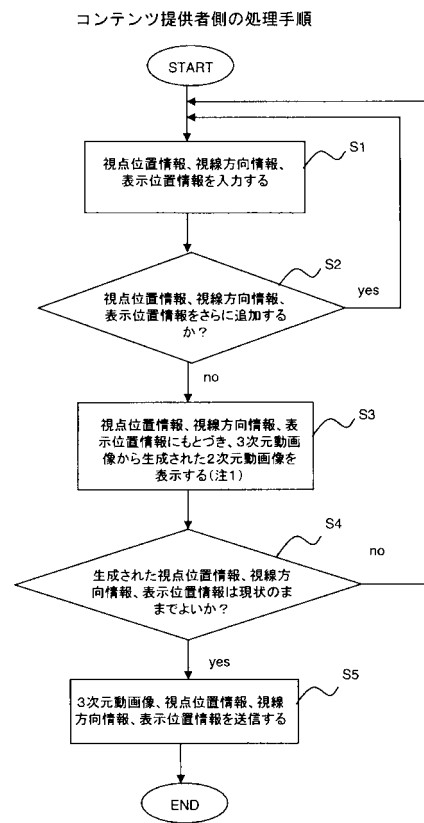 コンテンツ提供者側の処理手順
START
S1
視点位置情報、視線方向情報、
表示位置情報を入力する
S2
視点位置情報、視線方向情報、
表示位置情報をさらに追加する
か？
yes
no
S3
視点位置情報、視線方向情報、表
示位置情報にもとづき、3次元動画
像から生成された2次元動画像を
表示する(注1)
S4
生成された視点位置情報、視線方
向情報、表示位置情報は現状のま
までよいか？
no
yes
S5
3次元動画像、視点位置情報、視線
方向情報、表示位置情報を送信する
END